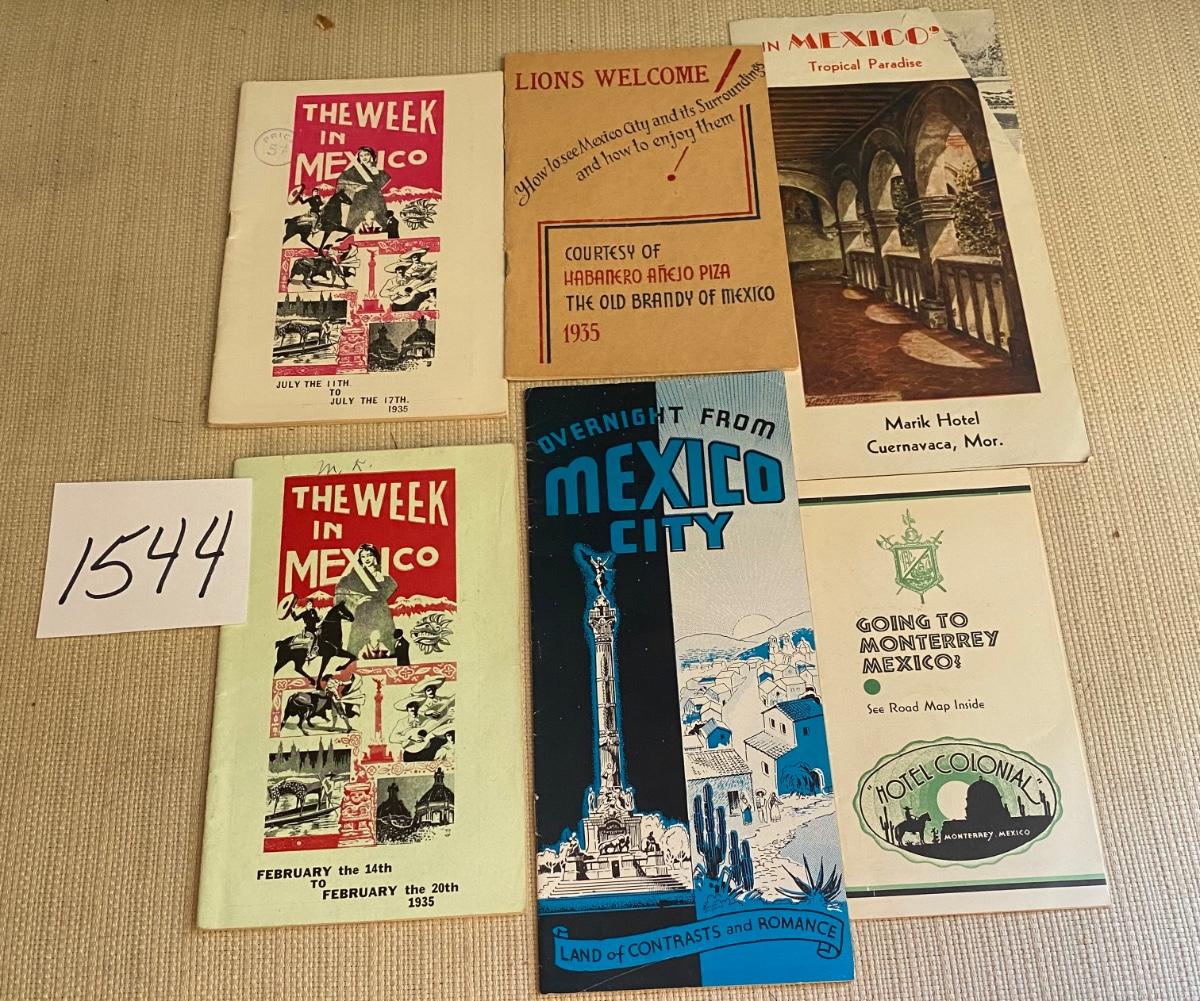 THE WEEK
IN
MEXICO
PRICE
5¢
JULY THE 11TH.
TO
JULY THE 17TH.
1935
LIONS WELCOME
How to see Mexico City and its Surroundings
and how to enjoy them
!
COURTESY OF
HABANERO AÑEJO PIZA
THE OLD BRANDY OF MEXICO
1935
IN MEXICO'S
Tropical Paradise
Marik Hotel
Cuernavaca, Mor.
1544
M. K.
THE WEEK
IN
MEXICO
FEBRUARY the 14th
TO
FEBRUARY the 20th
1935
OVERNIGHT FROM
MEXICO
CITY
LAND of CONTRASTS and ROMANCE
GOING TO
MONTERREY
MEXICO?
See Road Map Inside
"HOTEL COLONIAL"
MONTERREY, MEXICO